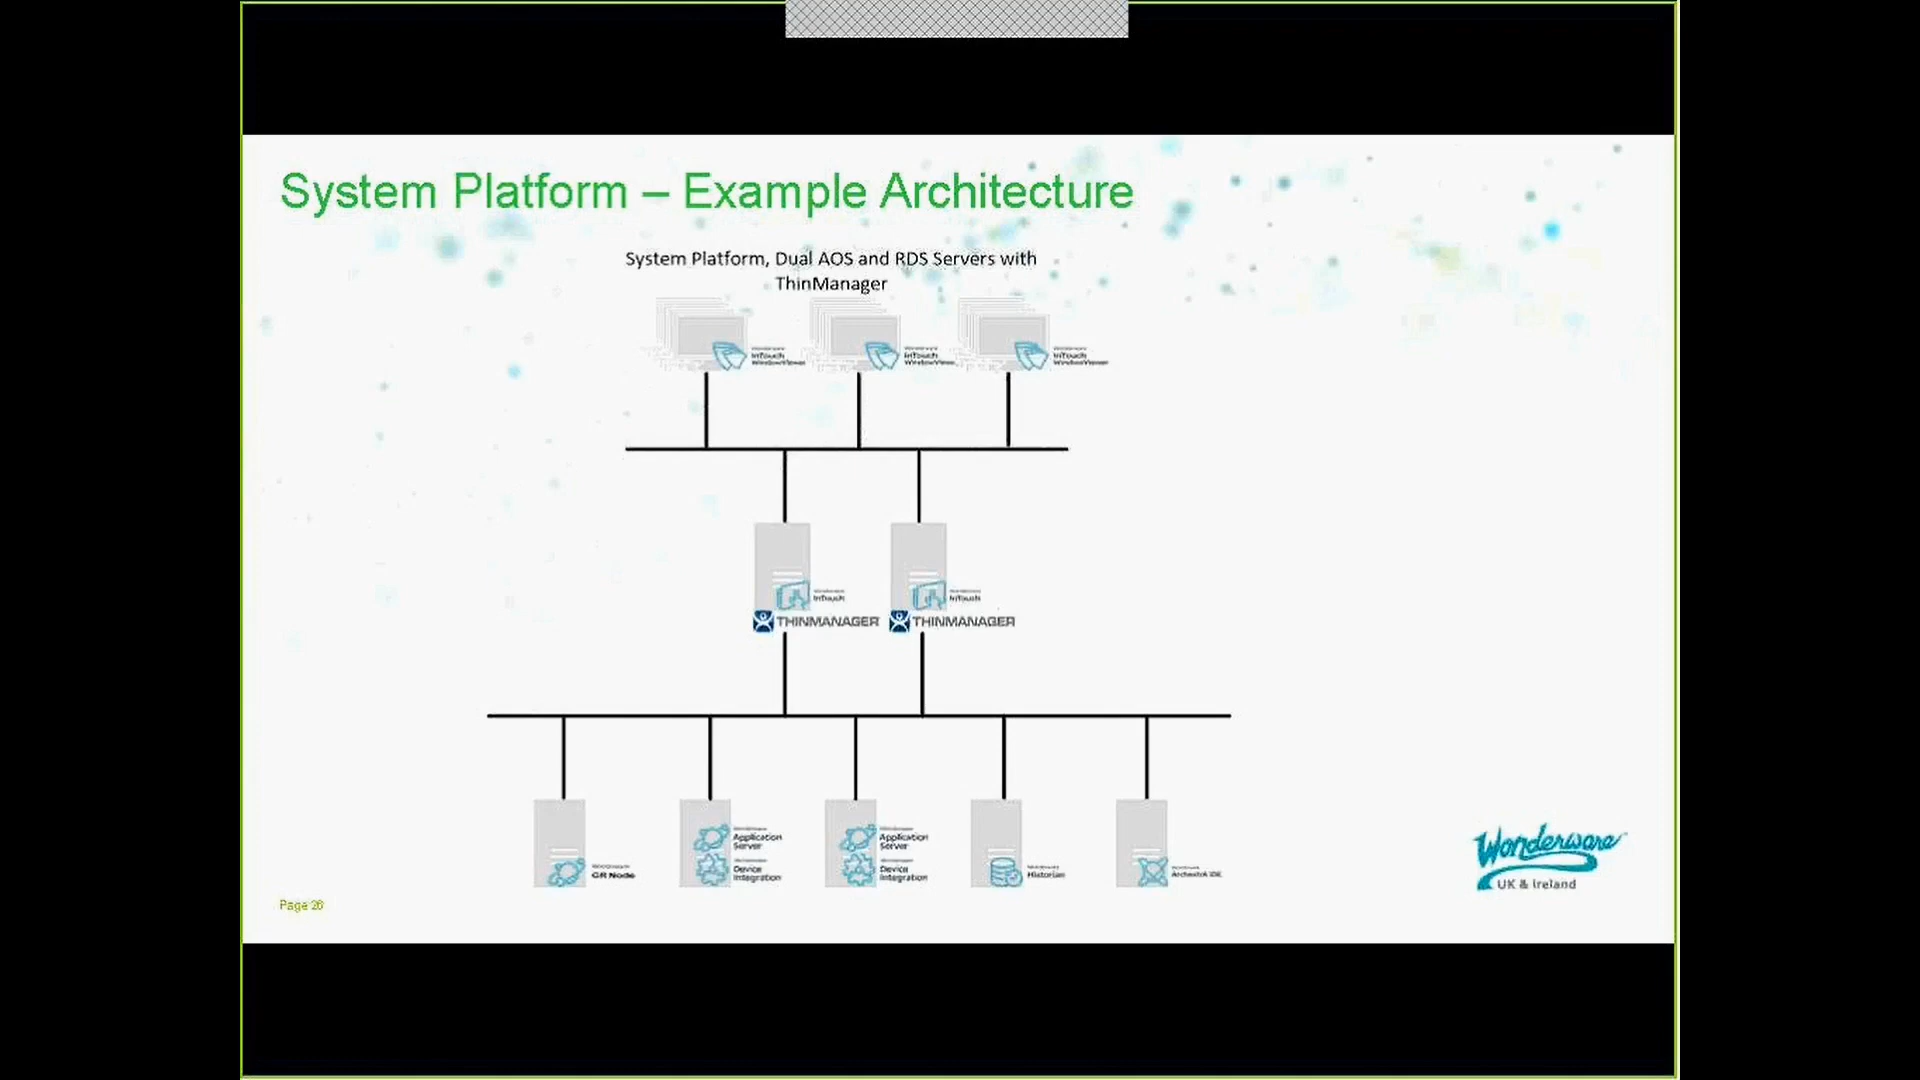 System Platform – Example Architecture
System Platform, Dual AOS and RDS Servers with
ThinManager
InTouch
WindowViewer
InTouch
WindowViewer
InTouch
WindowViewer
InTouch
InTouch
THINMANAGER
THINMANAGER
GR Node
Application
Server
Device
Integration
Application
Server
Device
Integration
Historian
ArchestrA IDE
Wonderware
UK & Ireland
Page 26